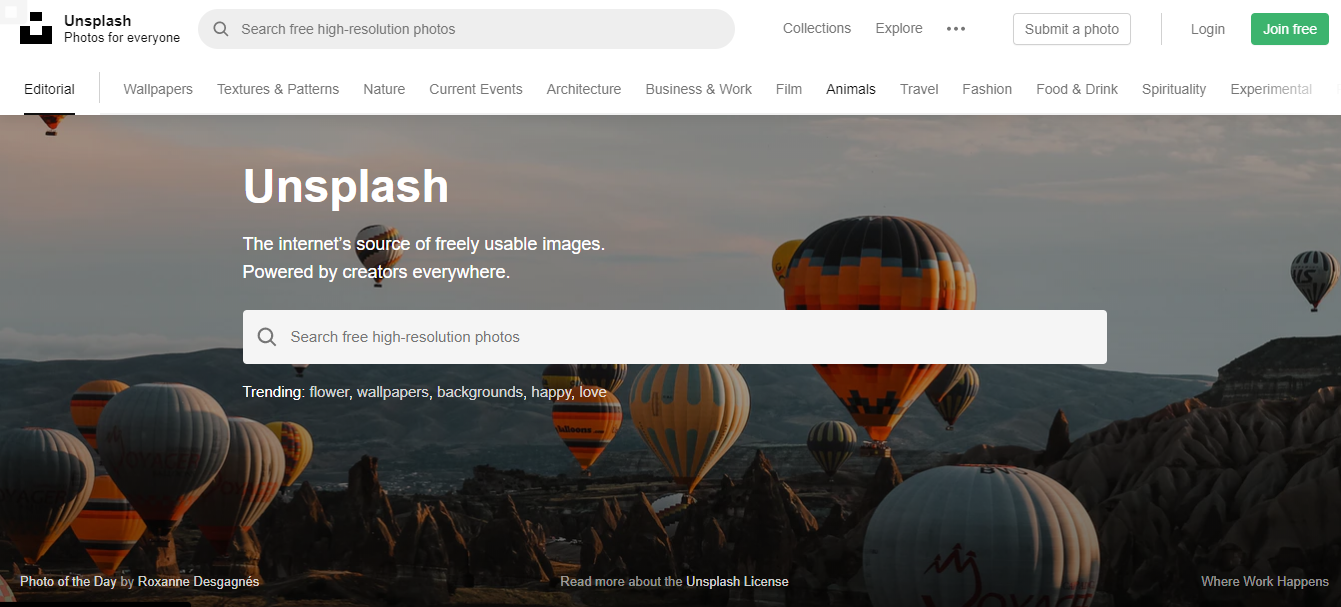 Unsplash
Photos for everyone
Search free high-resolution photos
Collections
Explore
Submit a photo
Login
Join free
Editorial
Wallpapers
Textures & Patterns
Nature
Current Events
Architecture
Business & Work
Film
Animals
Travel
Fashion
Food & Drink
Spirituality
Experimental
Unsplash
The internet’s source of freely usable images.
Powered by creators everywhere.
Search free high-resolution photos
Trending: flower, wallpapers, backgrounds, happy, love
Photo of the Day by Roxanne Desgagnés
Read more about the Unsplash License
Where Work Happens